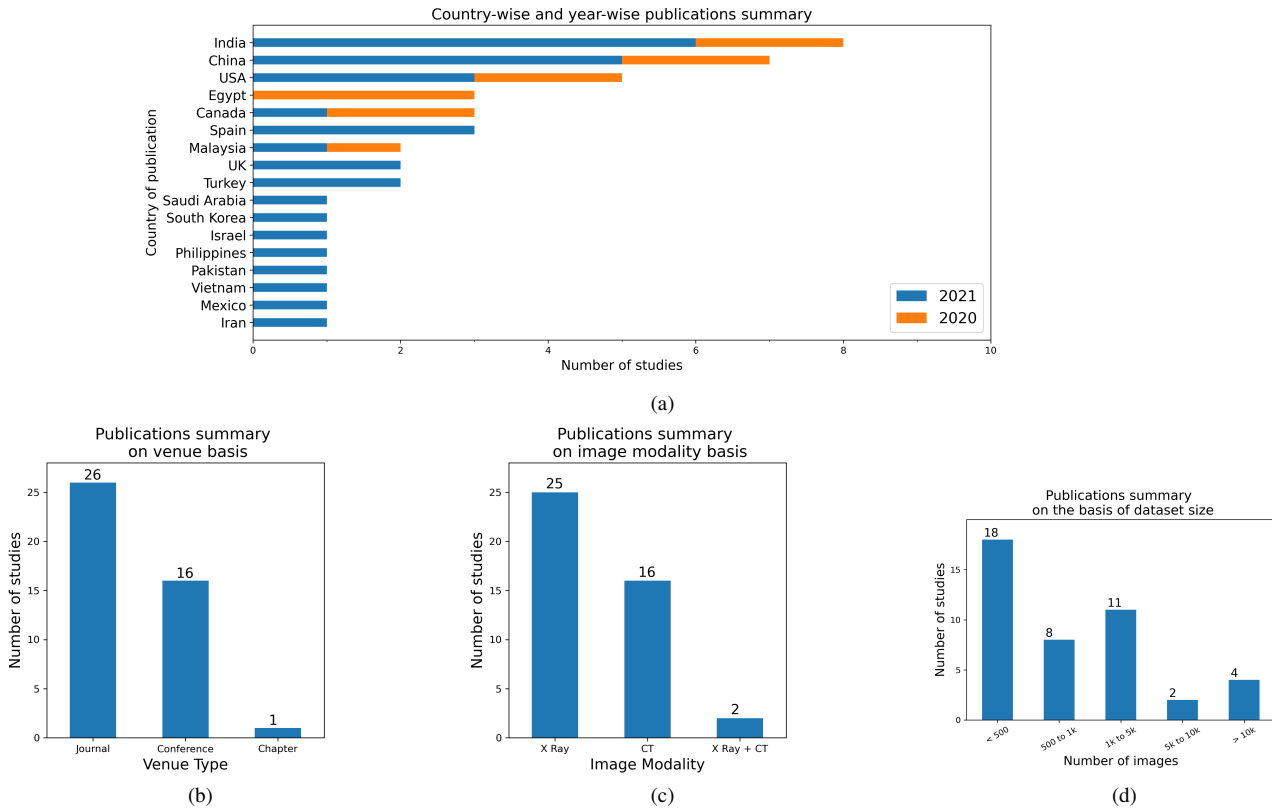 Country-wise and year-wise publications summary
Country of publication
India
China
USA
Egypt
Canada
Spain
Malaysia
UK
Turkey
Saudi Arabia
South Korea
Israel
Philippines
Pakistan
Vietnam
Mexico
Iran
2021
2020
0 2 4 6 8 10
Number of studies
(a)
Publications summary
on venue basis
Number of studies
25
20
15
10
5
0
26
16
1
Journal Conference Chapter
Venue Type
(b)
Publications summary
on image modality basis
Number of studies
25
20
15
10
5
0
25
16
2
X Ray CT X Ray + CT
Image Modality
(c)
Publications summary
on the basis of dataset size
Number of studies
15
10
5
0
18
8
11
2
4
< 500 500 to 1k 1k to 5k 5k to 10k > 10k
Number of images
(d)